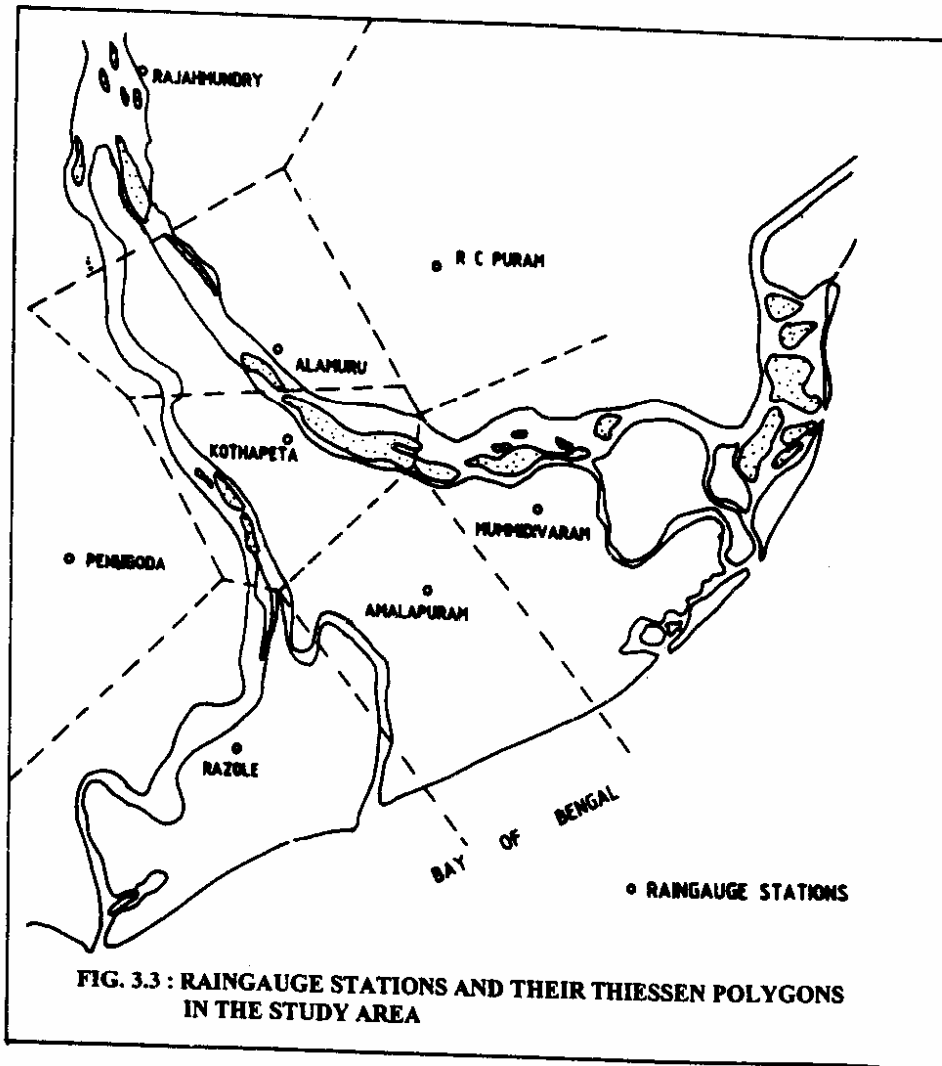 RAJAHMUNDRY
R C PURAM
ALAMURU
KOTHAPETA
MUMMIDIVARAM
PENUGODA
AMALAPURAM
RAZOLE
BAY OF BENGAL
RAINGAUGE STATIONS
FIG. 3.3 : RAINGAUGE STATIONS AND THEIR THIESSEN POLYGONS
IN THE STUDY AREA